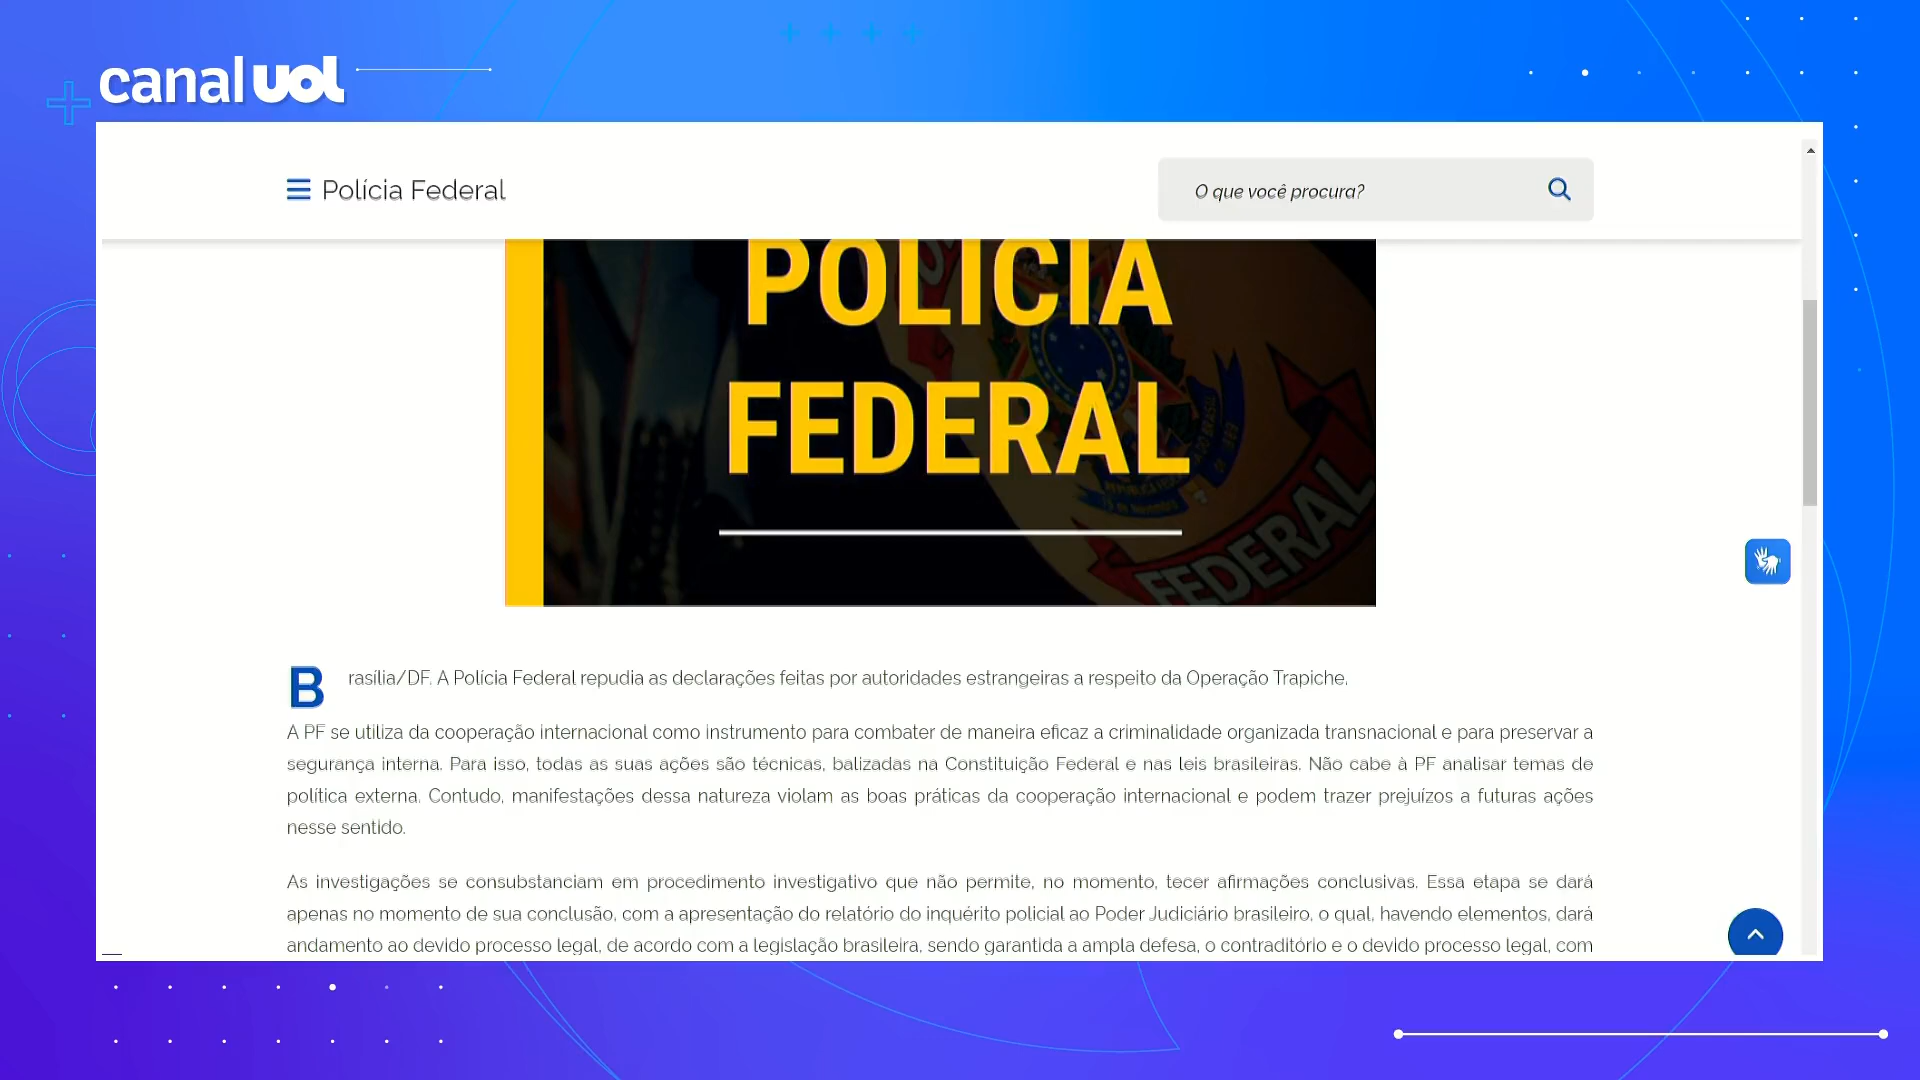 canal uol
Polícia Federal
O que você procura?
POLÍCIA
FEDERAL
FEDERAL
Brasília/DF. A Polícia Federal repudia as declarações feitas por autoridades estrangeiras a respeito da Operação Trapiche.
A PF se utiliza da cooperação internacional como instrumento para combater de maneira eficaz a criminalidade organizada transnacional e para preservar a
segurança interna. Para isso, todas as suas ações são técnicas, balizadas na Constituição Federal e nas leis brasileiras. Não cabe à PF analisar temas de
política externa. Contudo, manifestações dessa natureza violam as boas práticas da cooperação internacional e podem trazer prejuízos a futuras ações
nesse sentido.
As investigações se consubstanciam em procedimento investigativo que não permite, no momento, tecer afirmações conclusivas. Essa etapa se dará
apenas no momento de sua conclusão, com a apresentação do relatório do inquérito policial ao Poder Judiciário brasileiro, o qual, havendo elementos, dará
andamento ao devido processo legal, de acordo com a legislação brasileira, sendo garantida a ampla defesa, o contraditório e o devido processo legal, com